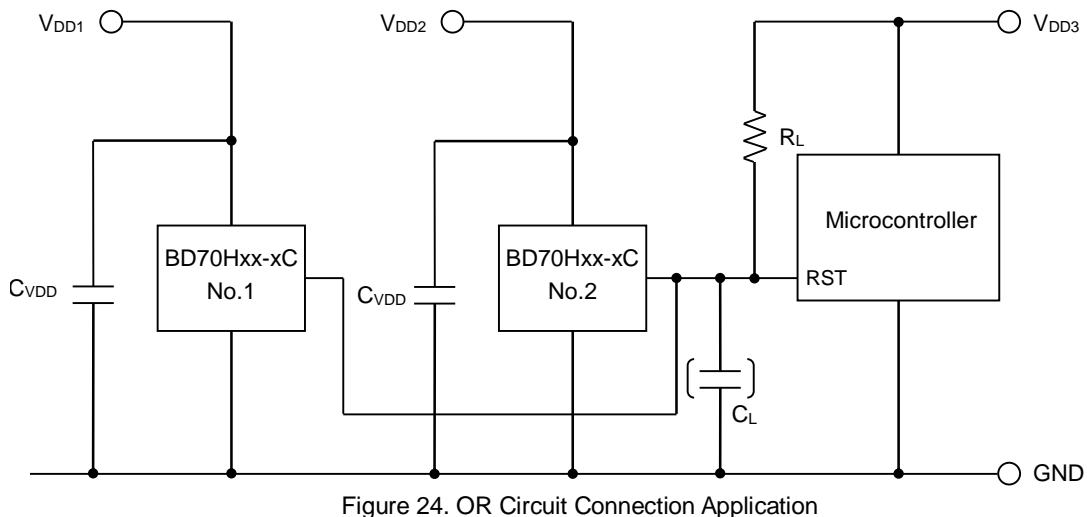 VDD1
VDD2
VDD3
RL
Microcontroller
BD70Hxx-xC
No.1
BD70Hxx-xC
No.2
CVDD
CVDD
RST
CL
GND
Figure 24. OR Circuit Connection Application